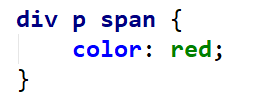 div p span {
    color: red;
}